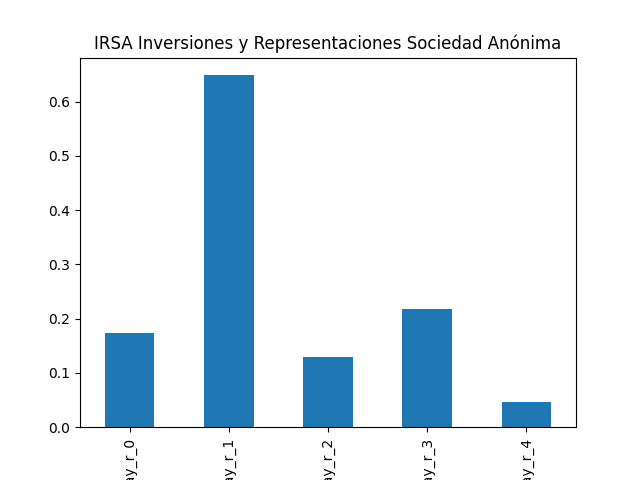 IRSA Inversiones y Representaciones Sociedad Anónima
0.6
0.5
0.4
0.3
0.2
0.1
0.0
ay_r_0
ay_r_1
ay_r_2
ay_r_3
ay_r_4